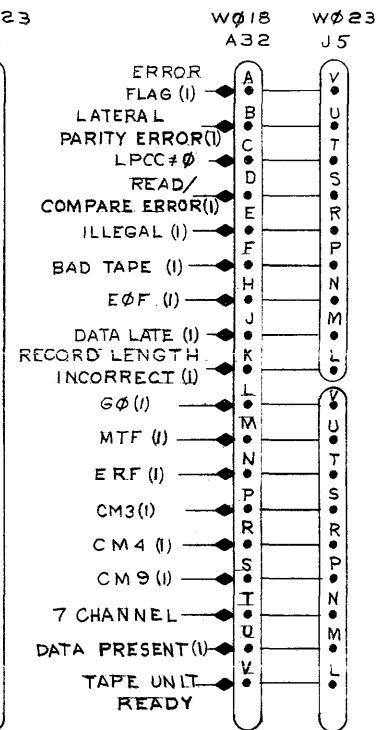 23 WØ18 WØ23
A32 J5
ERROR
FLAG (1)
LATERAL
PARITY ERROR(1)
LPCC≠Ø
READ/
COMPARE ERROR(1)
ILLEGAL (1)
BAD TAPE (1)
EØF (1)
DATA LATE (1)
RECORD LENGTH
INCORRECT (1)
GØ(1)
MTF (1)
ERF (1)
CM3(1)
CM4 (1)
CM9(1)
7 CHANNEL
DATA PRESENT(1)
TAPE UNIT
READY
A
B
C
D
E
F
H
J
K
L
M
N
P
R
S
T
U
V
V
U
T
S
R
P
N
M
L
V
U
T
S
R
P
N
M
L